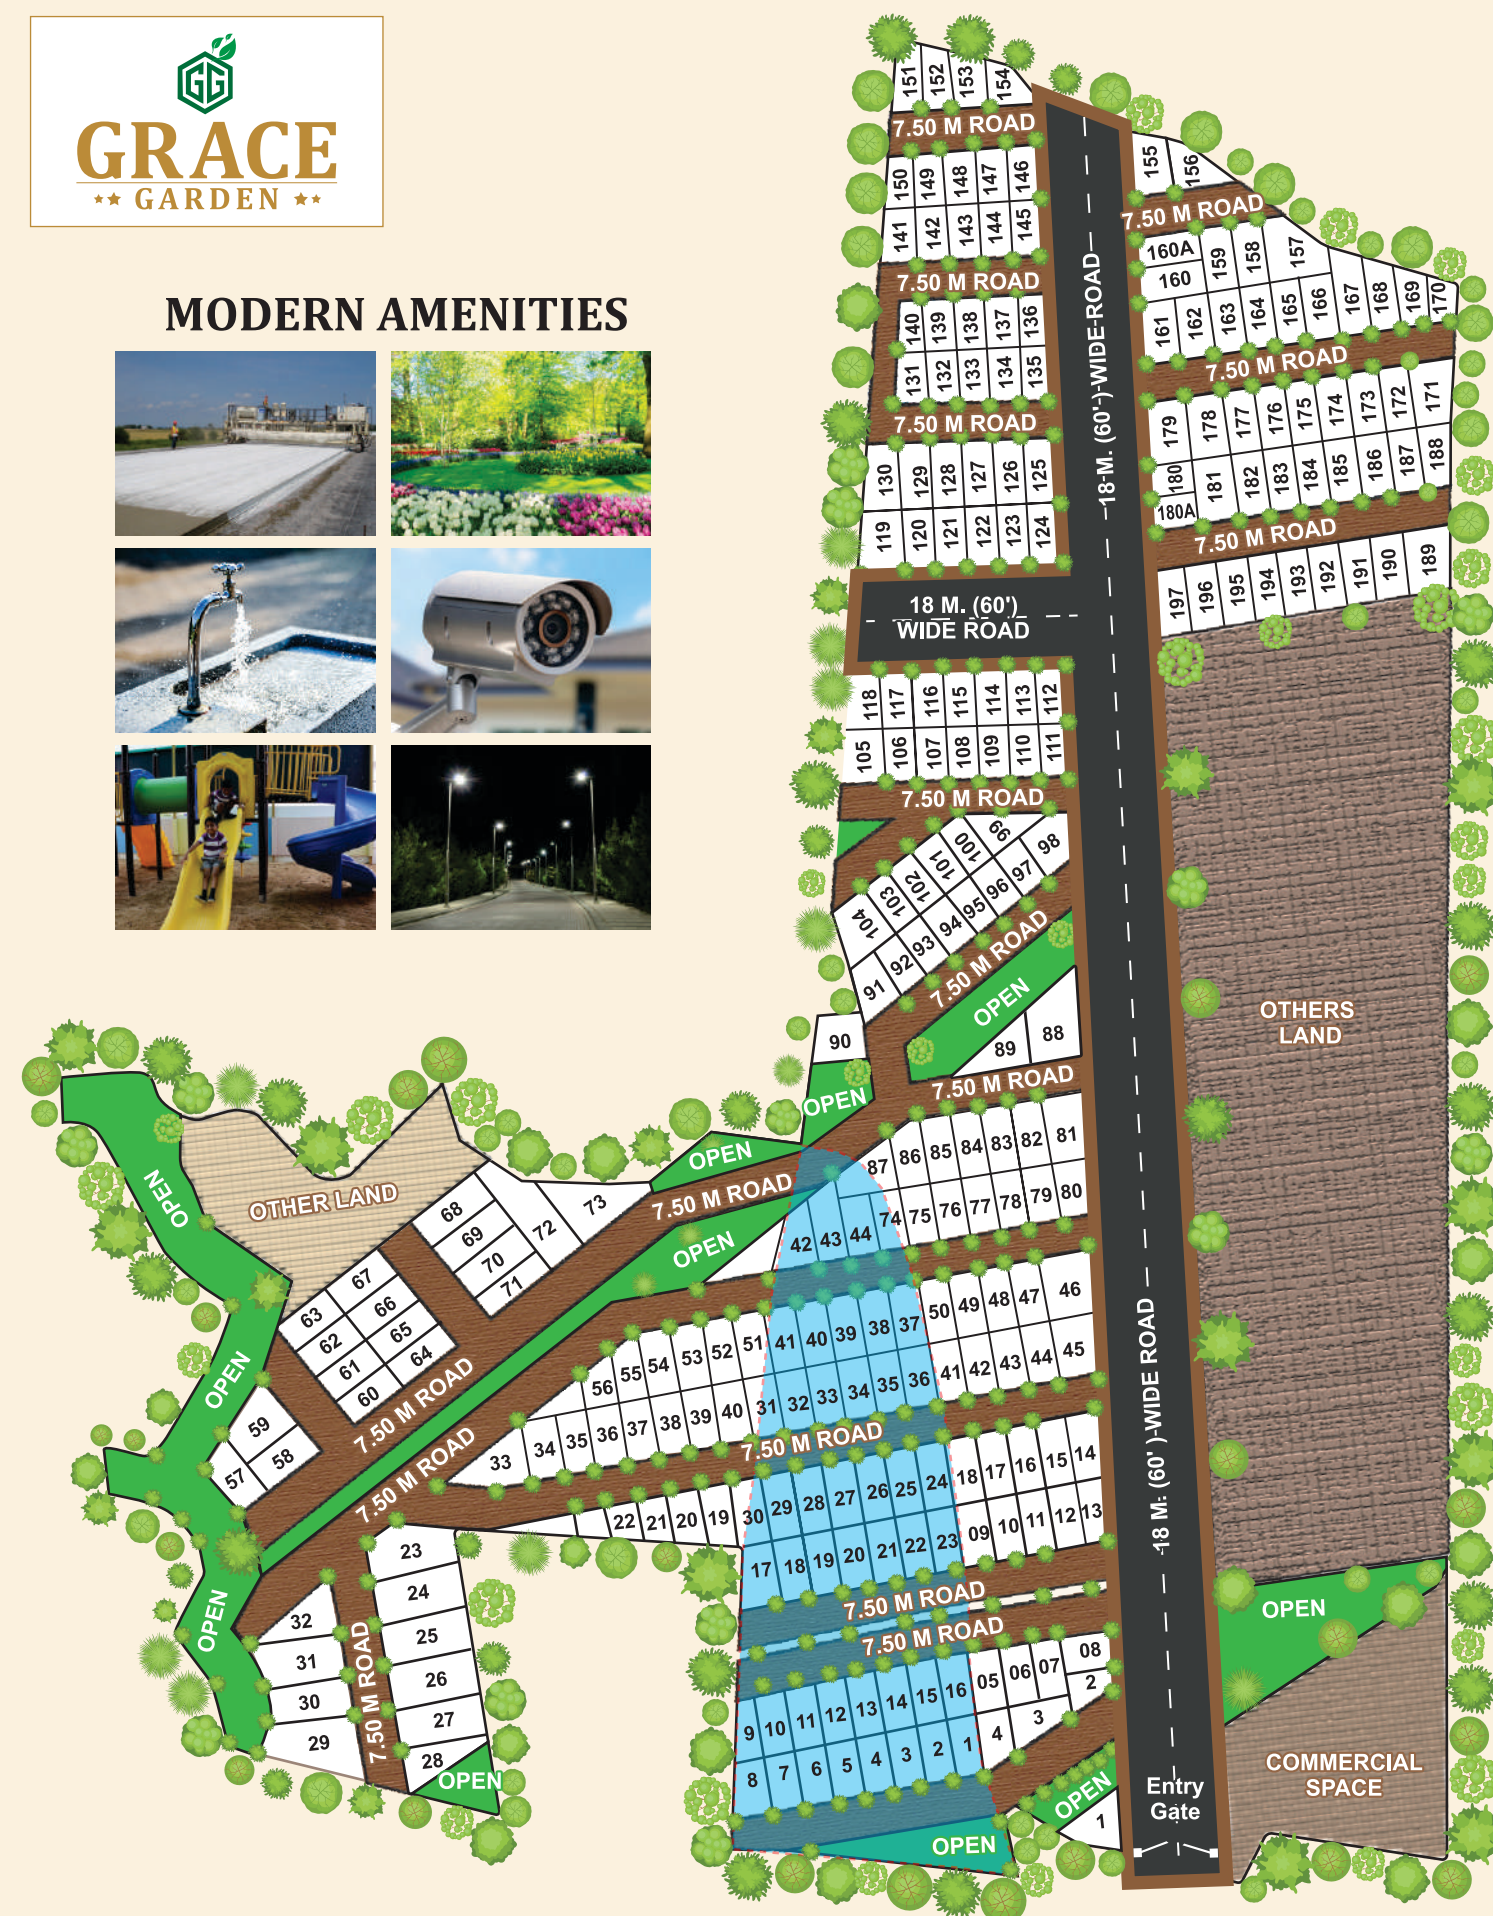 GG
GRACE
GARDEN
MODERN AMENITIES
151 152 153 154
7.50 M ROAD
150 149 148 147 146
141 142 143 144 145
7.50 M ROAD
140 139 138 137 136
131 132 133 134 135
7.50 M ROAD
130 129 128 127 126 125
119 120 121 122 123 124
18 M. (60')
WIDE ROAD
118 117 116 115 114 113 112
105 106 107 108 109 110 111
7.50 M ROAD
104 103 102 101 100 99
91 92 93 94 95 96 97 98
7.50 M ROAD
OPEN
90
89 88
OPEN
7.50 M ROAD
18 M. (60') WIDE ROAD
155 156
7.50 M ROAD
160A 159 158 157
160
161 162 163 164 165 166 167 168 169 170
7.50 M ROAD
179 178 177 176 175 174 173 172 171
180 181 182 183 184 185 186 187 188
180A
7.50 M ROAD
197 196 195 194 193 192 191 190 189
OTHERS
LAND
87 86 85 84 83 82 81
74 75 76 77 78 79 80
42 43 44
OPEN
7.50 M ROAD
OPEN
OPEN
OTHER LAND
68
69
70
71
72
73
63 67
62 66
61 65
60 64
7.50 M ROAD
OPEN
59
57 58
7.50 M ROAD
56 55 54 53 52 51 41 40 39 38 37 50 49 48 47 46
33 34 35 36 37 38 39 40 31 32 33 34 35 36 41 42 43 44 45
7.50 M ROAD
22 21 20 19 30 29 28 27 26 25 24 18 17 16 15 14
17 18 19 20 21 22 23 09 10 11 12 13
7.50 M ROAD
7.50 M ROAD
18 M. (60') WIDE ROAD
23
24
25
26
27
28
OPEN
32
31
30
29
7.50 M ROAD
OPEN
9 10 11 12 13 14 15 16 05 06 07 08
8 7 6 5 4 3 2 1 4 3 2
OPEN
OPEN
1
OPEN
COMMERCIAL
SPACE
Entry
Gate